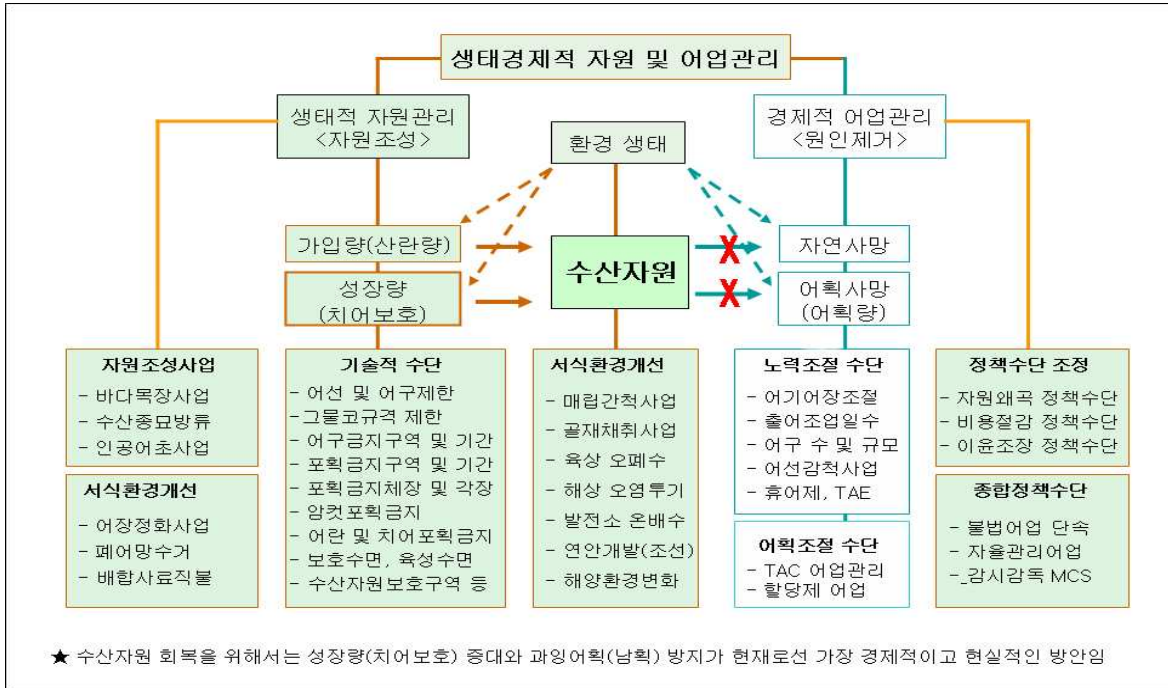 생태경제적 자원 및 어업관리
생태적 자원관리
<자원조성>
환경 생태
경제적 어업관리
<원인제거>
가입량(산란량)
성장량
(치어보호)
수산자원
X
X
자연사망
어획사망
(어획량)
자원조성사업
- 바다목장사업
- 수산종묘방류
- 인공어초사업
서식환경개선
- 어장정화사업
- 폐어망수거
- 배합사료직불
기술적 수단
- 어선 및 어구제한
-그물코규격 제한
- 어구금지구역 및 기간
- 포획금지구역 및 기간
- 포획금지체장 및 각장
- 암컷포획금지
- 어란 및 치어포획금지
- 보호수면, 육성수면
- 수산자원보호구역 등
서식환경개선
- 매립간척사업
- 골재채취사업
- 육상 오폐수
- 해상 오염투기
- 발전소 온배수
- 연안개발(조선)
- 해양환경변화
노력조절 수단
- 어기어장조절
- 출어조업일수
- 어구 수 및 규모
- 어선감척사업
- 휴어제, TAE
어획조절 수단
- TAC 어업관리
- 할당제 어업
정책수단 조정
- 자원왜곡 정책수단
- 비용절감 정책수단
- 이윤조장 정책수단
종합정책수단
- 불법어업 단속
- 자율관리어업
-_감시감독 MCS
★ 수산자원 회복을 위해서는 성장량(치어보호) 증대와 과잉어획(남획) 방지가 현재로선 가장 경제적이고 현실적인 방안임